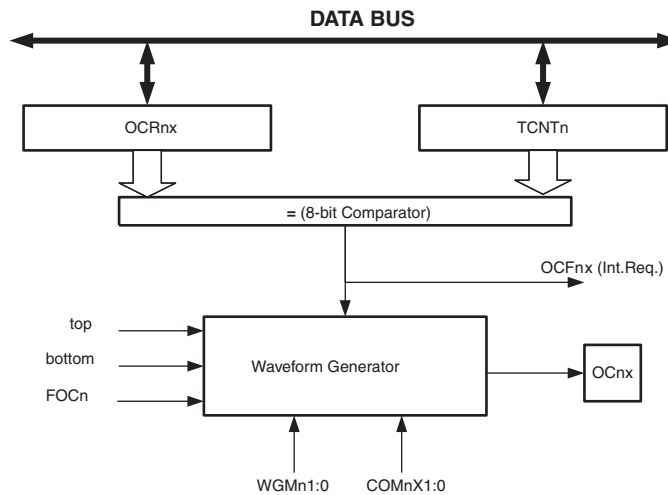 DATA BUS
OCRnx
TCNTn
= (8-bit Comparator)
OCFnx (Int.Req.)
top
bottom
FOCn
Waveform Generator
OCnx
WGMn1:0
COMnX1:0